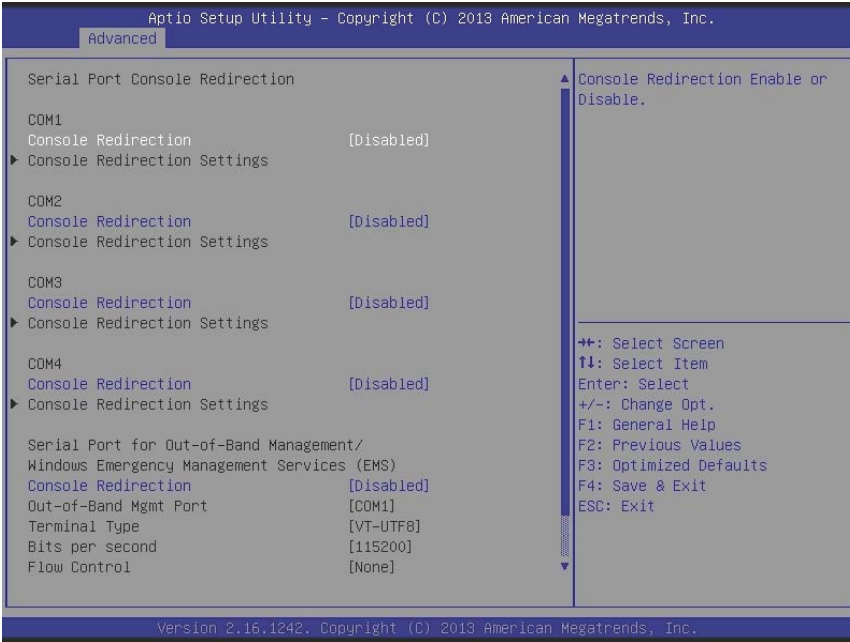 Aptio Setup Utility – Copyright (C) 2013 American Megatrends, Inc.
Advanced
Serial Port Console Redirection
COM1
Console Redirection [Disabled]
▶ Console Redirection Settings
COM2
Console Redirection [Disabled]
▶ Console Redirection Settings
COM3
Console Redirection [Disabled]
▶ Console Redirection Settings
COM4
Console Redirection [Disabled]
▶ Console Redirection Settings
Serial Port for Out-of-Band Management/
Windows Emergency Management Services (EMS)
Console Redirection [Disabled]
Out-of-Band Mgmt Port [COM1]
Terminal Type [VT-UTF8]
Bits per second [115200]
Flow Control [None]
Console Redirection Enable or
Disable.
→←: Select Screen
↑↓: Select Item
Enter: Select
+/-: Change Opt.
F1: General Help
F2: Previous Values
F3: Optimized Defaults
F4: Save & Exit
ESC: Exit
Version 2.16.1242. Copyright (C) 2013 American Megatrends, Inc.